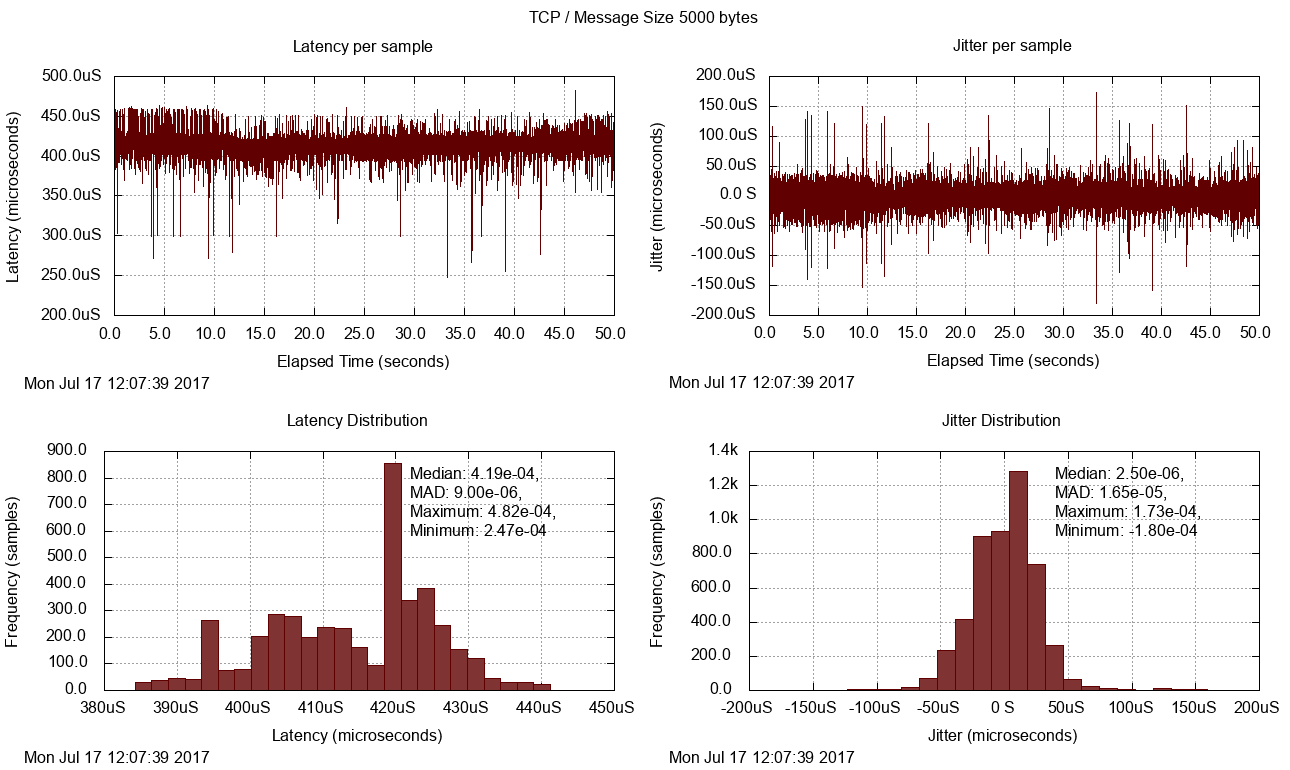 TCP / Message Size 5000 bytes
Latency per sample
500.0uS
450.0uS
400.0uS
350.0uS
300.0uS
250.0uS
200.0uS
Latency (microseconds)
0.0 5.0 10.0 15.0 20.0 25.0 30.0 35.0 40.0 45.0 50.0
Elapsed Time (seconds)
Mon Jul 17 12:07:39 2017
Jitter per sample
200.0uS
150.0uS
100.0uS
50.0uS
0.0 S
-50.0uS
-100.0uS
-150.0uS
-200.0uS
Jitter (microseconds)
0.0 5.0 10.0 15.0 20.0 25.0 30.0 35.0 40.0 45.0 50.0
Elapsed Time (seconds)
Mon Jul 17 12:07:39 2017
Latency Distribution
900.0
800.0
700.0
600.0
500.0
400.0
300.0
200.0
100.0
0.0
Frequency (samples)
Median: 4.19e-04,
MAD: 9.00e-06,
Maximum: 4.82e-04,
Minimum: 2.47e-04
380uS 390uS 400uS 410uS 420uS 430uS 440uS 450uS
Latency (microseconds)
Mon Jul 17 12:07:39 2017
Jitter Distribution
1.4k
1.2k
1.0k
800.0
600.0
400.0
200.0
0.0
Frequency (samples)
Median: 2.50e-06,
MAD: 1.65e-05,
Maximum: 1.73e-04,
Minimum: -1.80e-04
-200uS -150uS -100uS -50uS 0 S 50uS 100uS 150uS 200uS
Jitter (microseconds)
Mon Jul 17 12:07:39 2017